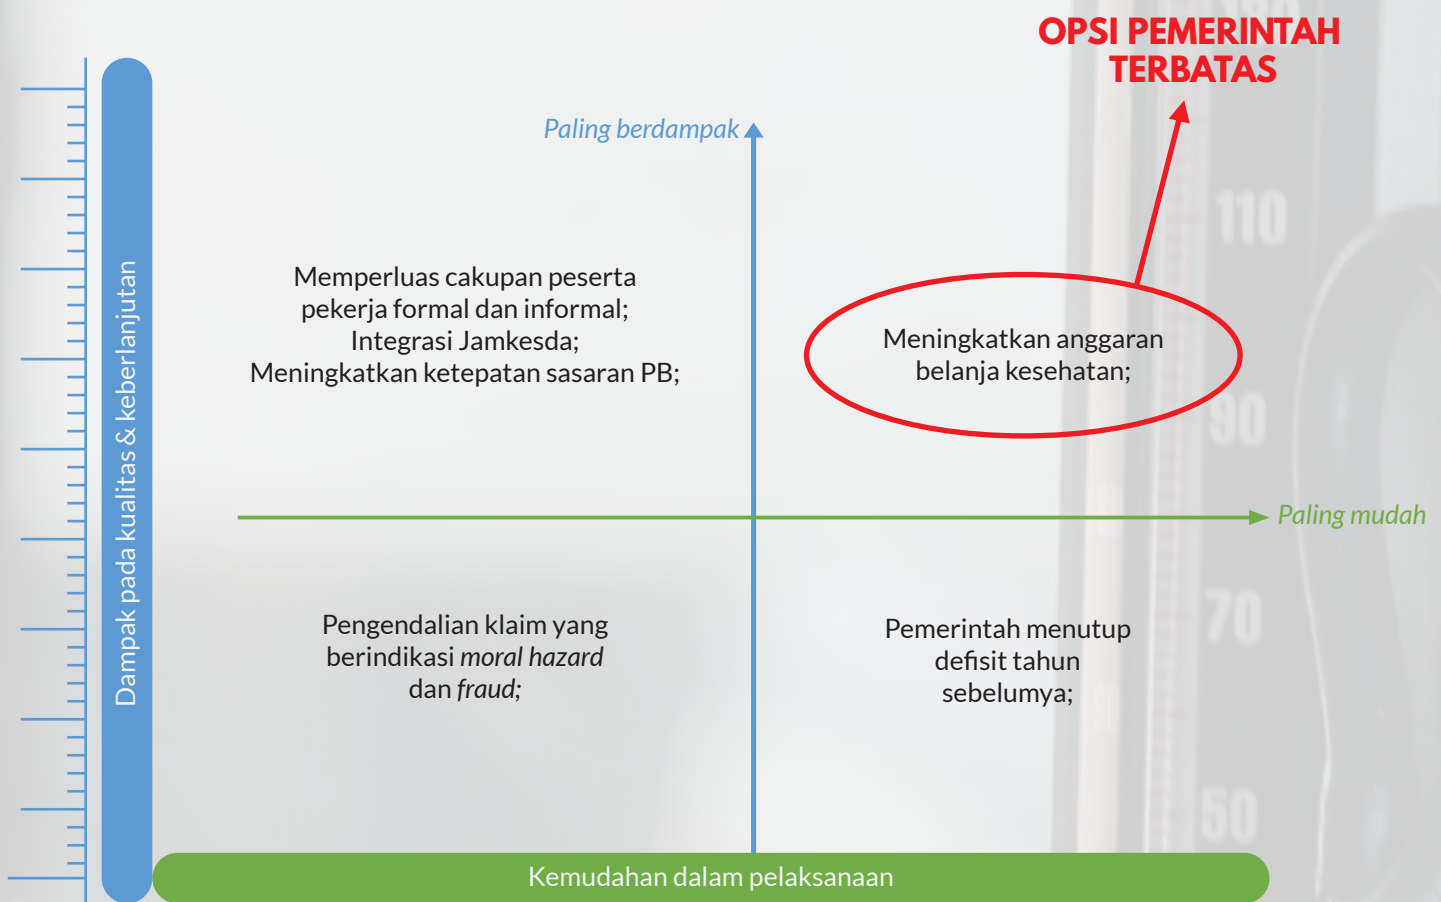 OPSI PEMERINTAH
TERBATAS
Paling berdampak
Memperluas cakupan peserta
pekerja formal dan informal;
Integrasi Jamkesda;
Meningkatkan ketepatan sasaran PB;
Meningkatkan anggaran
belanja kesehatan;
Dampak pada kualitas & keberlanjutan
Paling mudah
Pengendalian klaim yang
berindikasi moral hazard
dan fraud;
Pemerintah menutup
defisit tahun
sebelumya;
Kemudahan dalam pelaksanaan
110
90
70
50